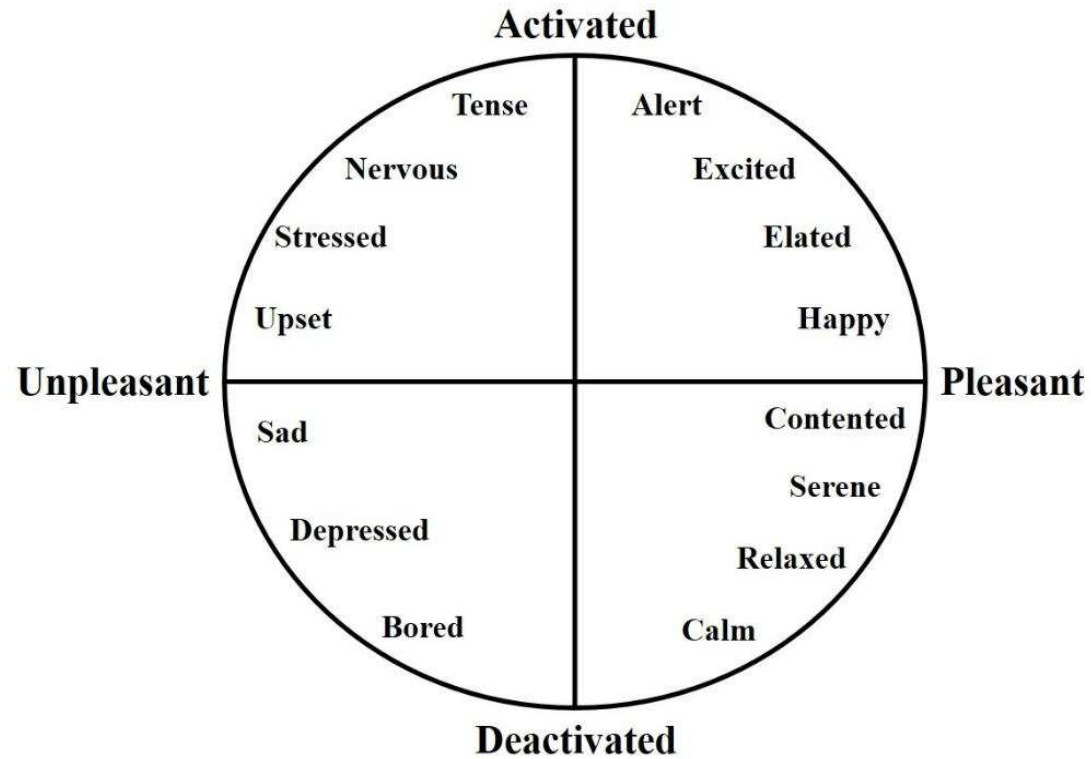 Activated
Tense
Alert
Nervous
Excited
Stressed
Elated
Upset
Happy
Unpleasant
Pleasant
Contented
Sad
Serene
Depressed
Relaxed
Bored
Calm
Deactivated